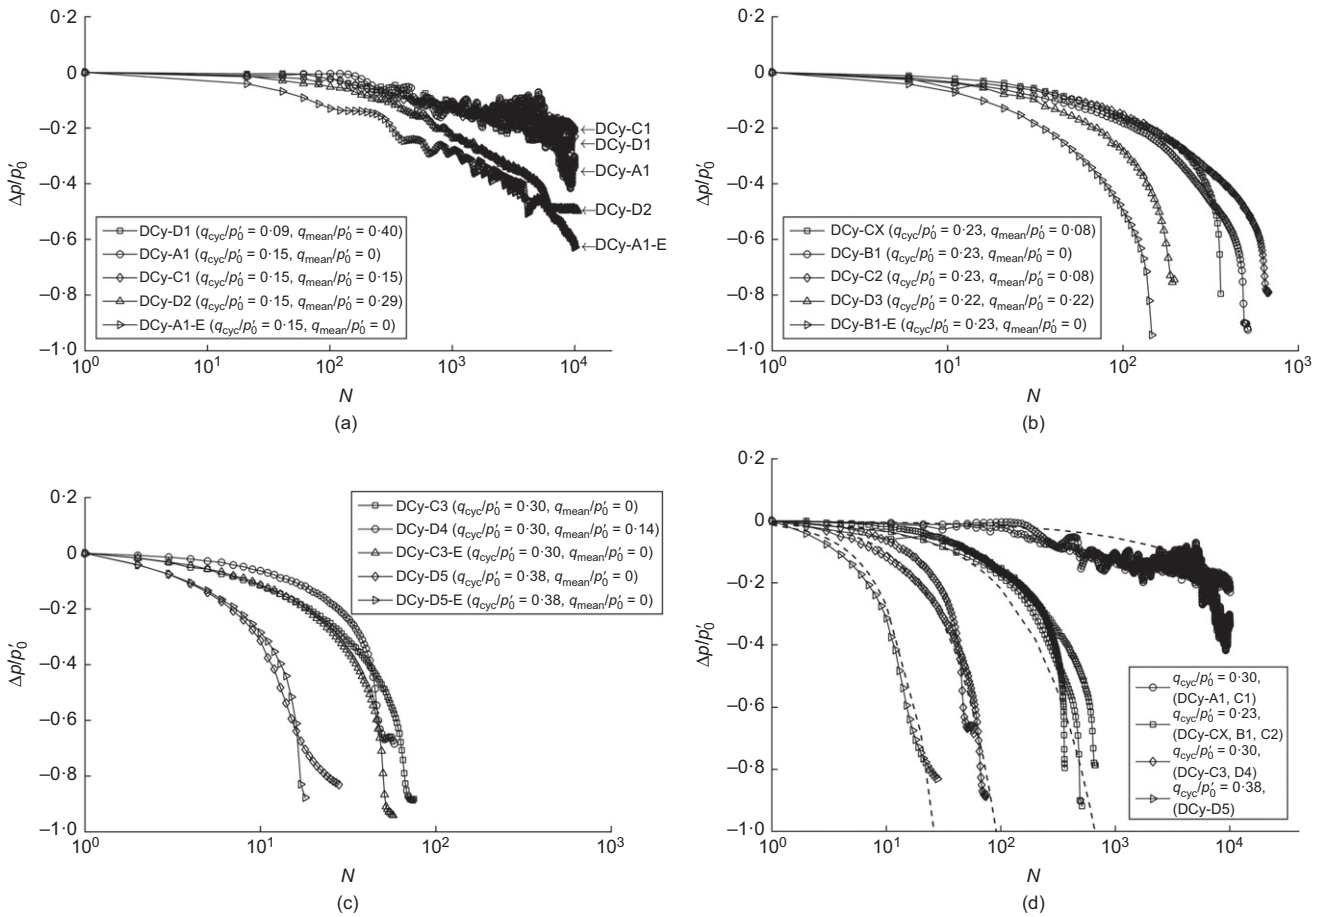 0·2
0
–0·2
–0·4
–0·6
–0·8
–1·0
Δp/p′0
10^0
10^1
10^2
10^3
10^4
N
(a)
←DCy-C1
←DCy-D1
←DCy-A1
←DCy-D2
←DCy-A1-E
DCy-D1 (qcyc/p′0 = 0·09, qmean/p′0 = 0·40)
DCy-A1 (qcyc/p′0 = 0·15, qmean/p′0 = 0)
DCy-C1 (qcyc/p′0 = 0·15, qmean/p′0 = 0·15)
DCy-D2 (qcyc/p′0 = 0·15, qmean/p′0 = 0·29)
DCy-A1-E (qcyc/p′0 = 0·15, qmean/p′0 = 0)
0·2
0
–0·2
–0·4
–0·6
–0·8
–1·0
Δp/p′0
10^0
10^1
10^2
10^3
N
(b)
DCy-CX (qcyc/p′0 = 0·23, qmean/p′0 = 0·08)
DCy-B1 (qcyc/p′0 = 0·23, qmean/p′0 = 0)
DCy-C2 (qcyc/p′0 = 0·23, qmean/p′0 = 0·08)
DCy-D3 (qcyc/p′0 = 0·22, qmean/p′0 = 0·22)
DCy-B1-E (qcyc/p′0 = 0·23, qmean/p′0 = 0)
0·2
0
–0·2
–0·4
–0·6
–0·8
–1·0
Δp/p′0
10^1
10^2
10^3
N
(c)
DCy-C3 (qcyc/p′0 = 0·30, qmean/p′0 = 0)
DCy-D4 (qcyc/p′0 = 0·30, qmean/p′0 = 0·14)
DCy-C3-E (qcyc/p′0 = 0·30, qmean/p′0 = 0)
DCy-D5 (qcyc/p′0 = 0·38, qmean/p′0 = 0)
DCy-D5-E (qcyc/p′0 = 0·38, qmean/p′0 = 0)
0·2
0
–0·2
–0·4
–0·6
–0·8
–1·0
Δp/p′0
10^0
10^1
10^2
10^3
10^4
N
(d)
qcyc/p′0 = 0·30,
(DCy-A1, C1)
qcyc/p′0 = 0·23,
(DCy-CX, B1, C2)
qcyc/p′0 = 0·30,
(DCy-C3, D4)
qcyc/p′0 = 0·38,
(DCy-D5)